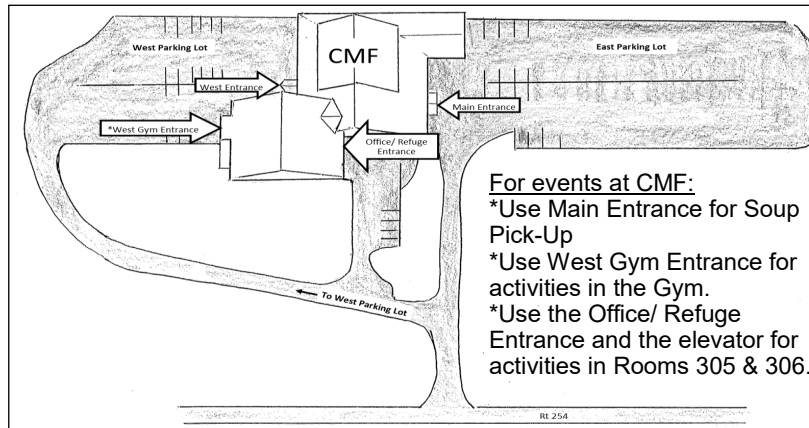 West Parking Lot
CMF
East Parking Lot
West Entrance
Main Entrance
*West Gym Entrance
Office/ Refuge
Entrance
For events at CMF:
*Use Main Entrance for Soup
Pick-Up
*Use West Gym Entrance for
activities in the Gym.
*Use the Office/ Refuge
Entrance and the elevator for
activities in Rooms 305 & 306.
To West Parking Lot
Rt 254